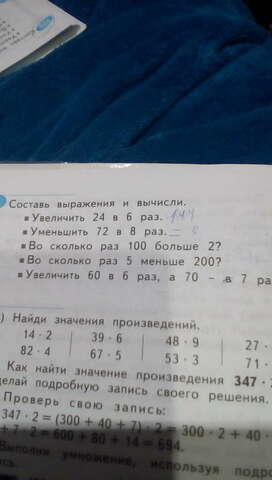 Составь выражения и вычисли.
▪ Увеличить 24 в 6 раз. 144
▪ Уменьшить 72 в 8 раз. = 9
▪ Во сколько раз 100 больше 2?
▪ Во сколько раз 5 меньше 200?
▪ Увеличить 60 в 6 раз, а 70 – в 7 ра
) Найди значения произведений.
14 · 2 39 · 6 48 · 9 27 ·
82 · 4 67 · 5 53 · 3 71 ·
Как найти значение произведения 347 · 
делай подробную запись своего решения.
Проверь свою запись:
347 · 2 = (300 + 40 + 7) · 2 = 300 · 2 + 40 ·
+ 7 · 2 = 600 + 80 + 14 = 694.
Выполни умножение, используя подро